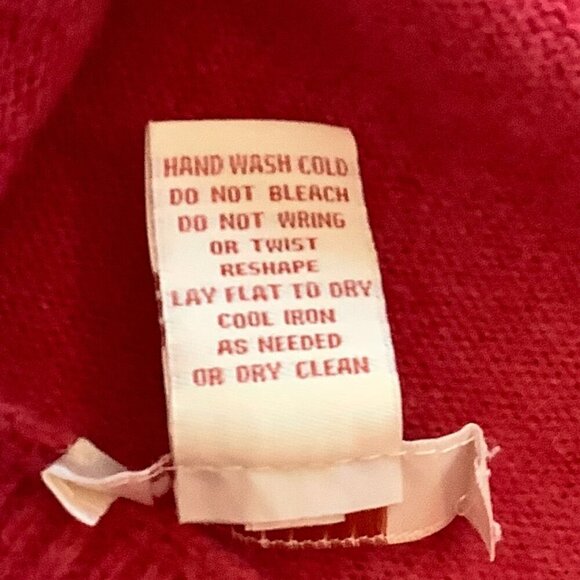 HAND WASH COLD
DO NOT BLEACH
DO NOT WRING
OR TWIST
RESHAPE
LAY FLAT TO DRY
COOL IRON
AS NEEDED
OR DRY CLEAN